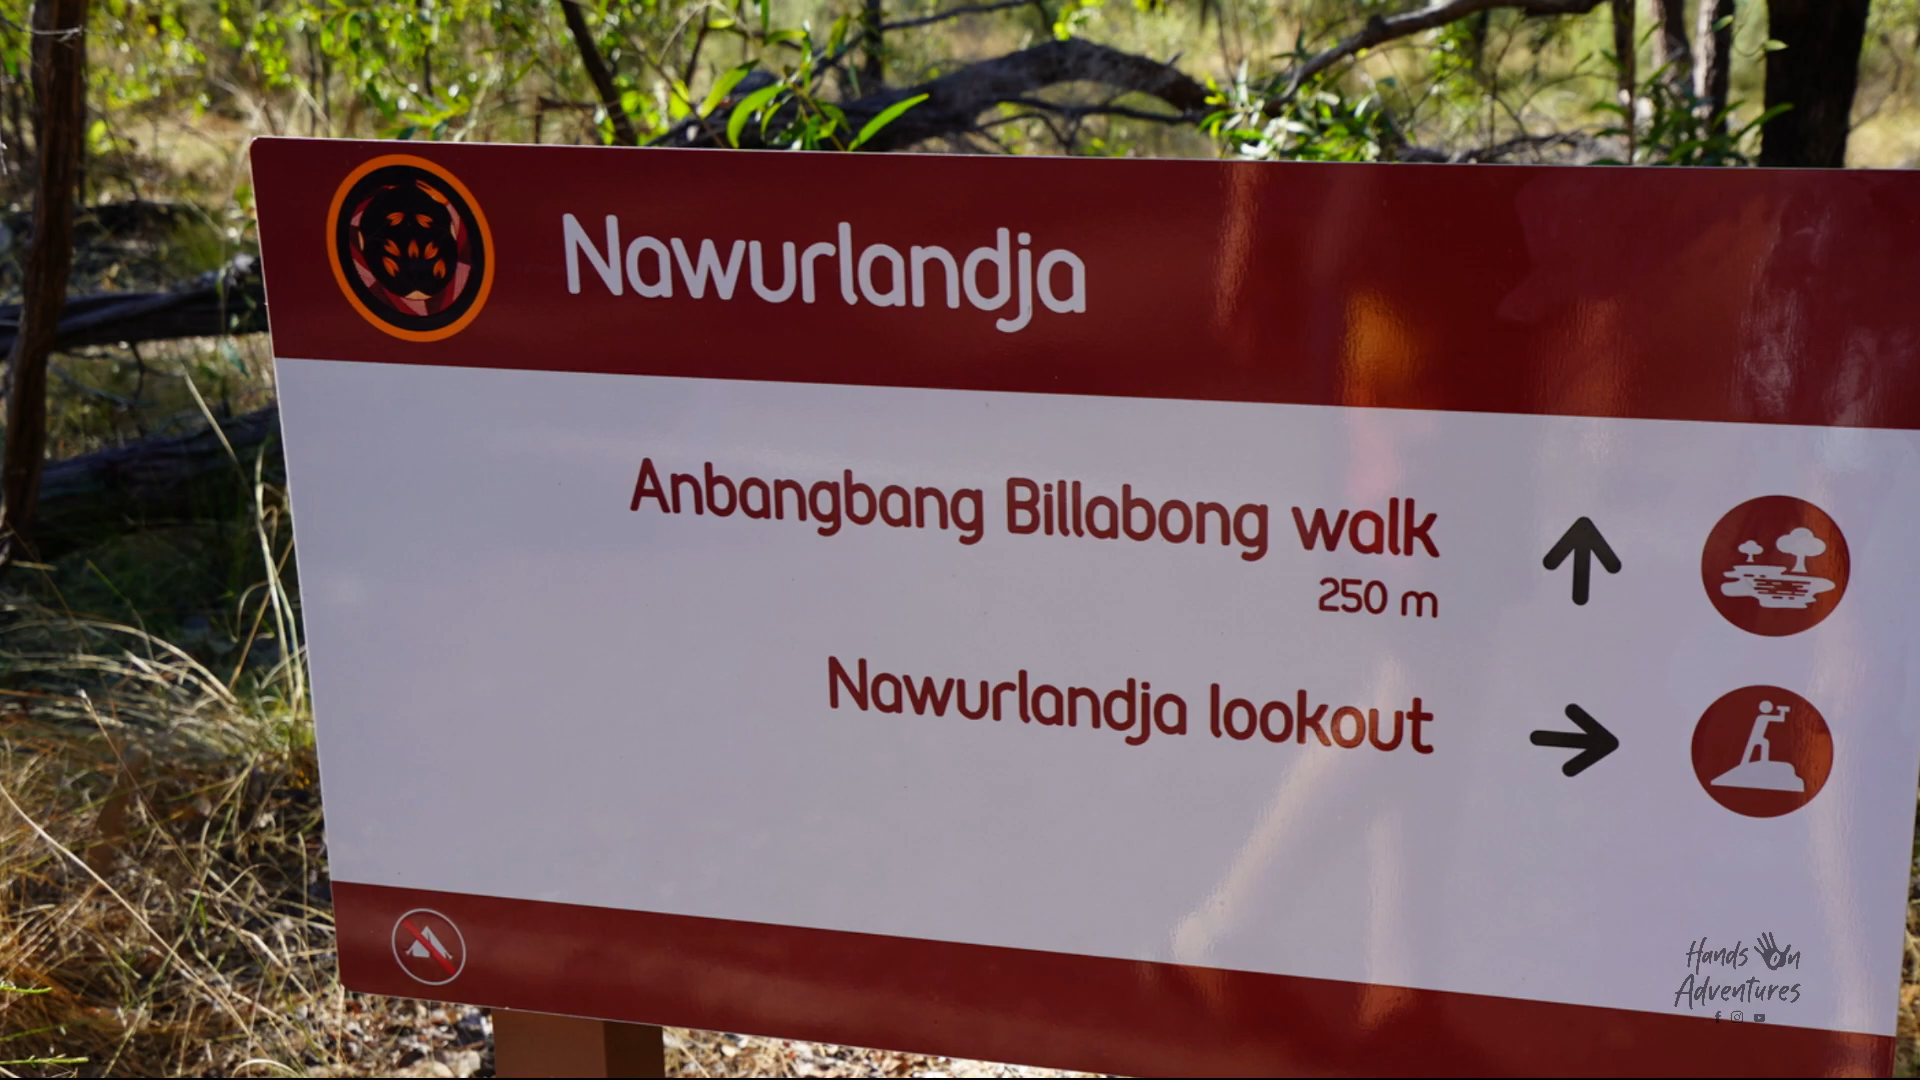 Nawurlandja
Anbangbang Billabong walk
250 m
Nawurlandja lookout
Hands On
Adventures